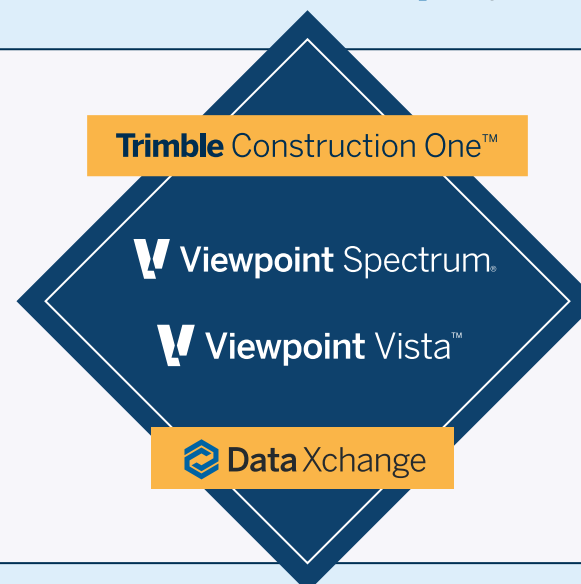 Trimble Construction One™
Viewpoint Spectrum®
Viewpoint Vista™
Data Xchange